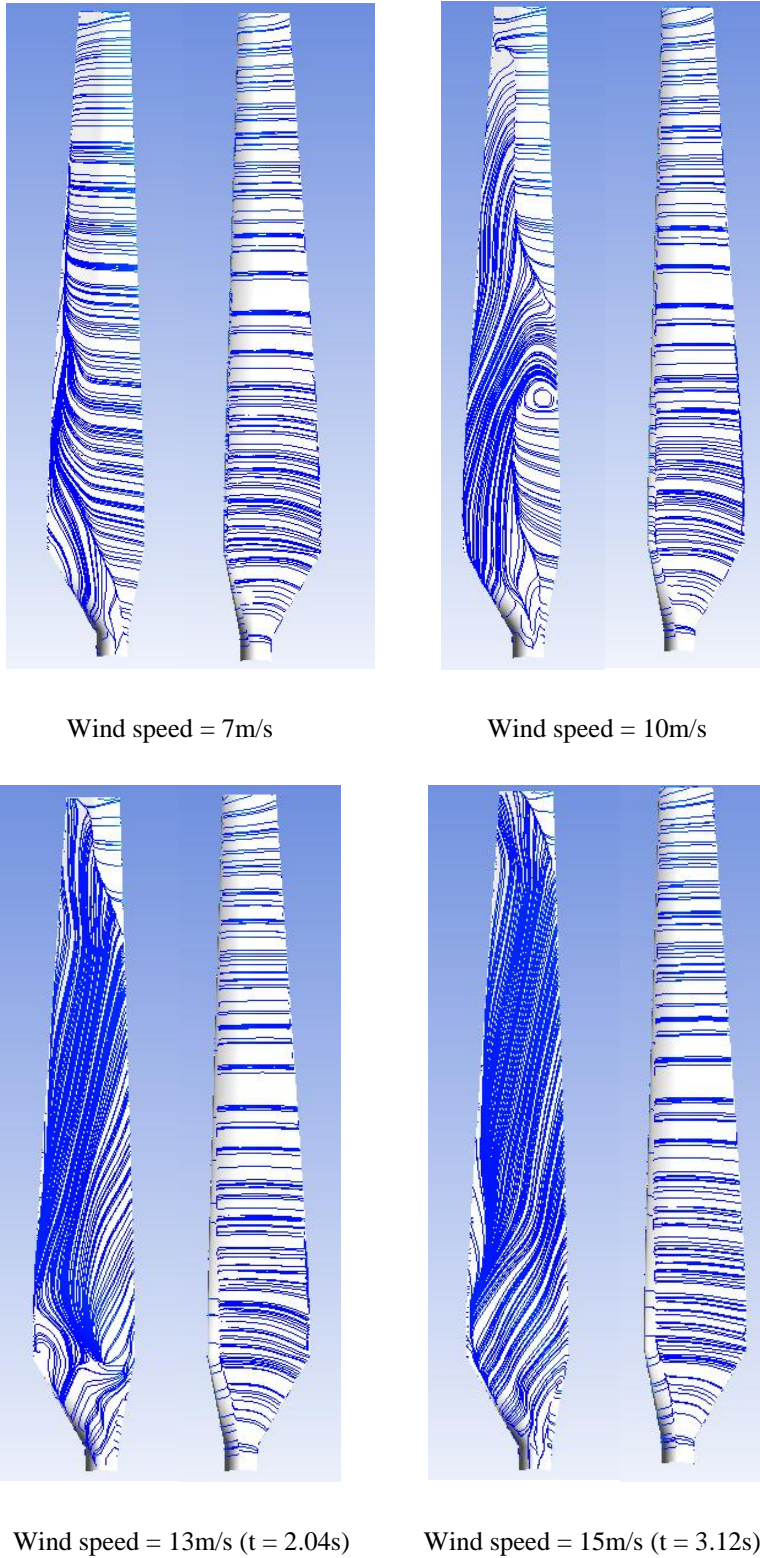 Wind speed = 7m/s
Wind speed = 10m/s
Wind speed = 13m/s (t = 2.04s)
Wind speed = 15m/s (t = 3.12s)